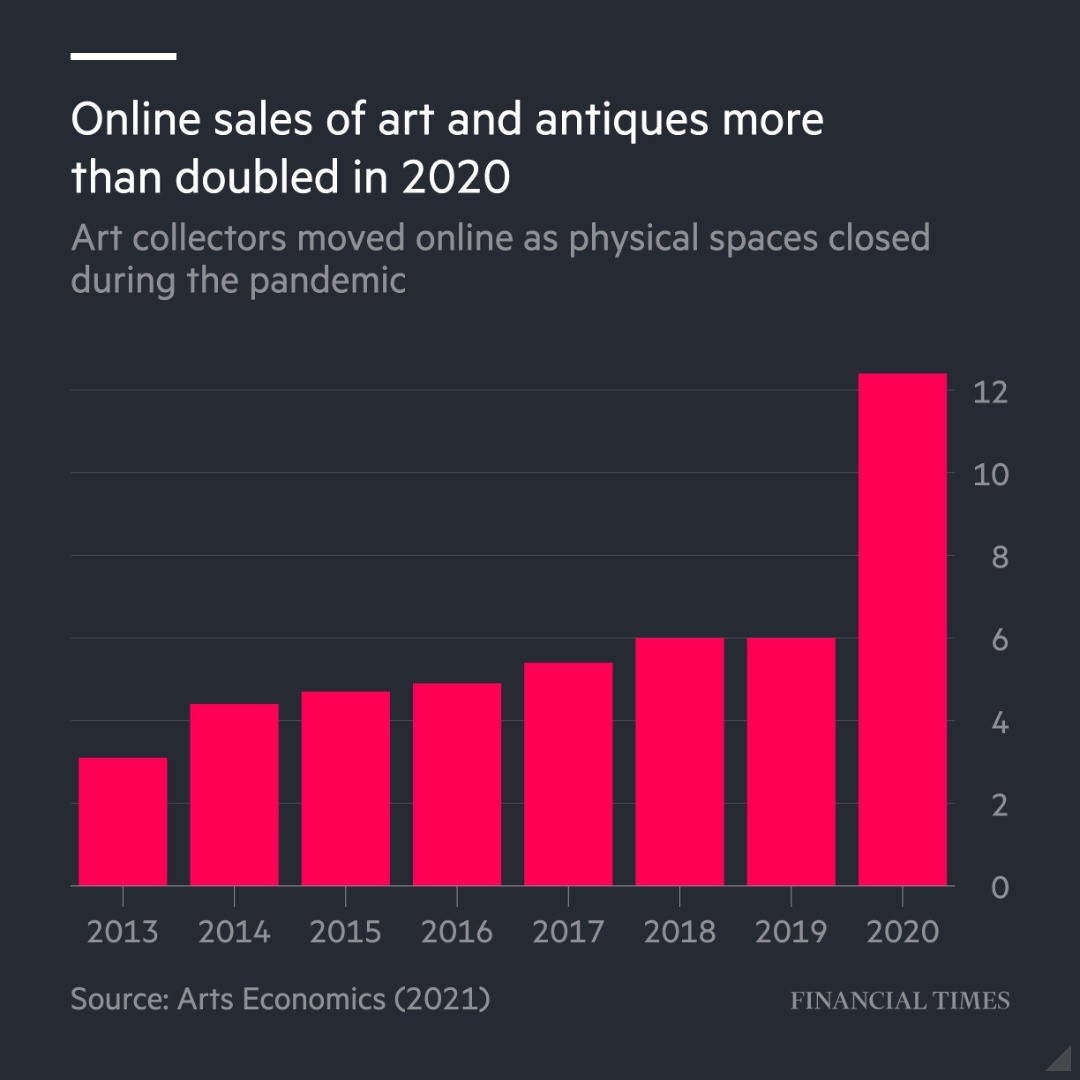 Online sales of art and antiques more
than doubled in 2020
Art collectors moved online as physical spaces closed
during the pandemic
12
10
8
6
4
2
0
2013 2014 2015 2016 2017 2018 2019 2020
Source: Arts Economics (2021) FINANCIAL TIMES